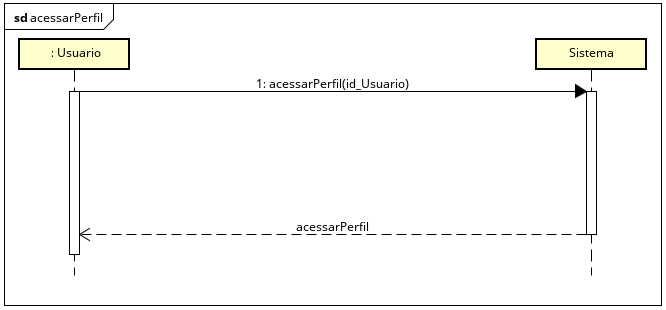 sd acessarPerfil
: Usuario
Sistema
1: acessarPerfil(id_Usuario)
acessarPerfil